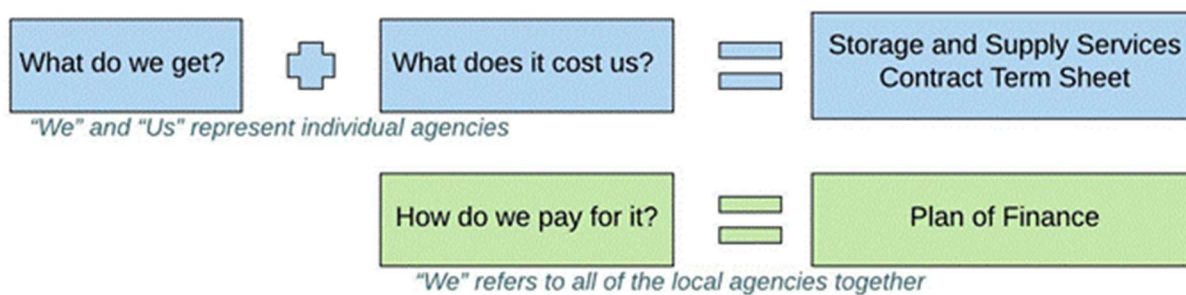 What do we get?
What does it cost us?
Storage and Supply Services
Contract Term Sheet
“We” and “Us” represent individual agencies
How do we pay for it?
Plan of Finance
“We” refers to all of the local agencies together